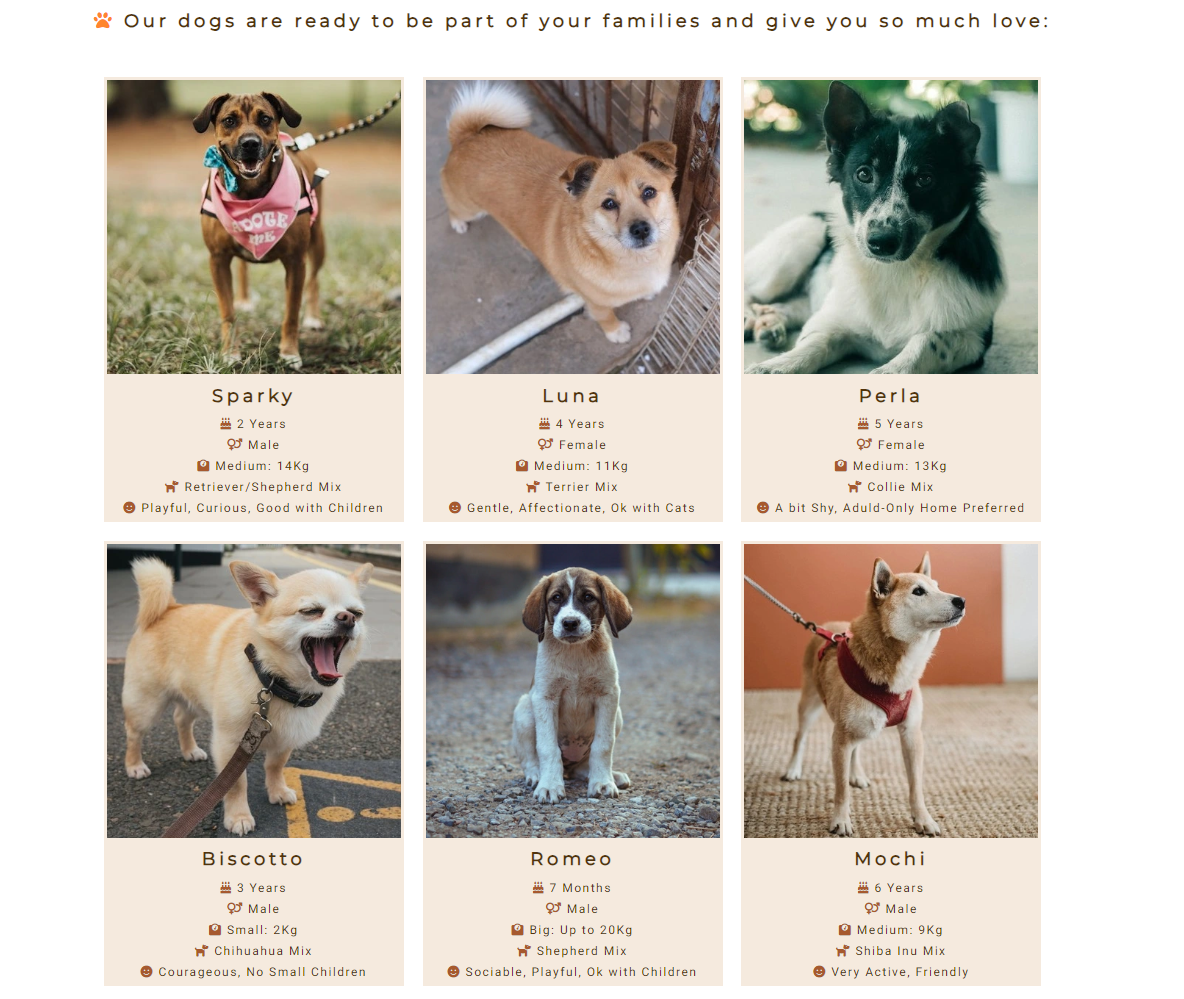 Our dogs are ready to be part of your families and give you so much love:
ADOTE
ME
Sparky
2 Years
Male
Medium: 14Kg
Retriever/Shepherd Mix
Playful, Curious, Good with Children
Luna
4 Years
Female
Medium: 11Kg
Terrier Mix
Gentle, Affectionate, Ok with Cats
Perla
5 Years
Female
Medium: 13Kg
Collie Mix
A bit Shy, Aduld-Only Home Preferred
Biscotto
3 Years
Male
Small: 2Kg
Chihuahua Mix
Courageous, No Small Children
Romeo
7 Months
Male
Big: Up to 20Kg
Shepherd Mix
Sociable, Playful, Ok with Children
Mochi
6 Years
Male
Medium: 9Kg
Shiba Inu Mix
Very Active, Friendly